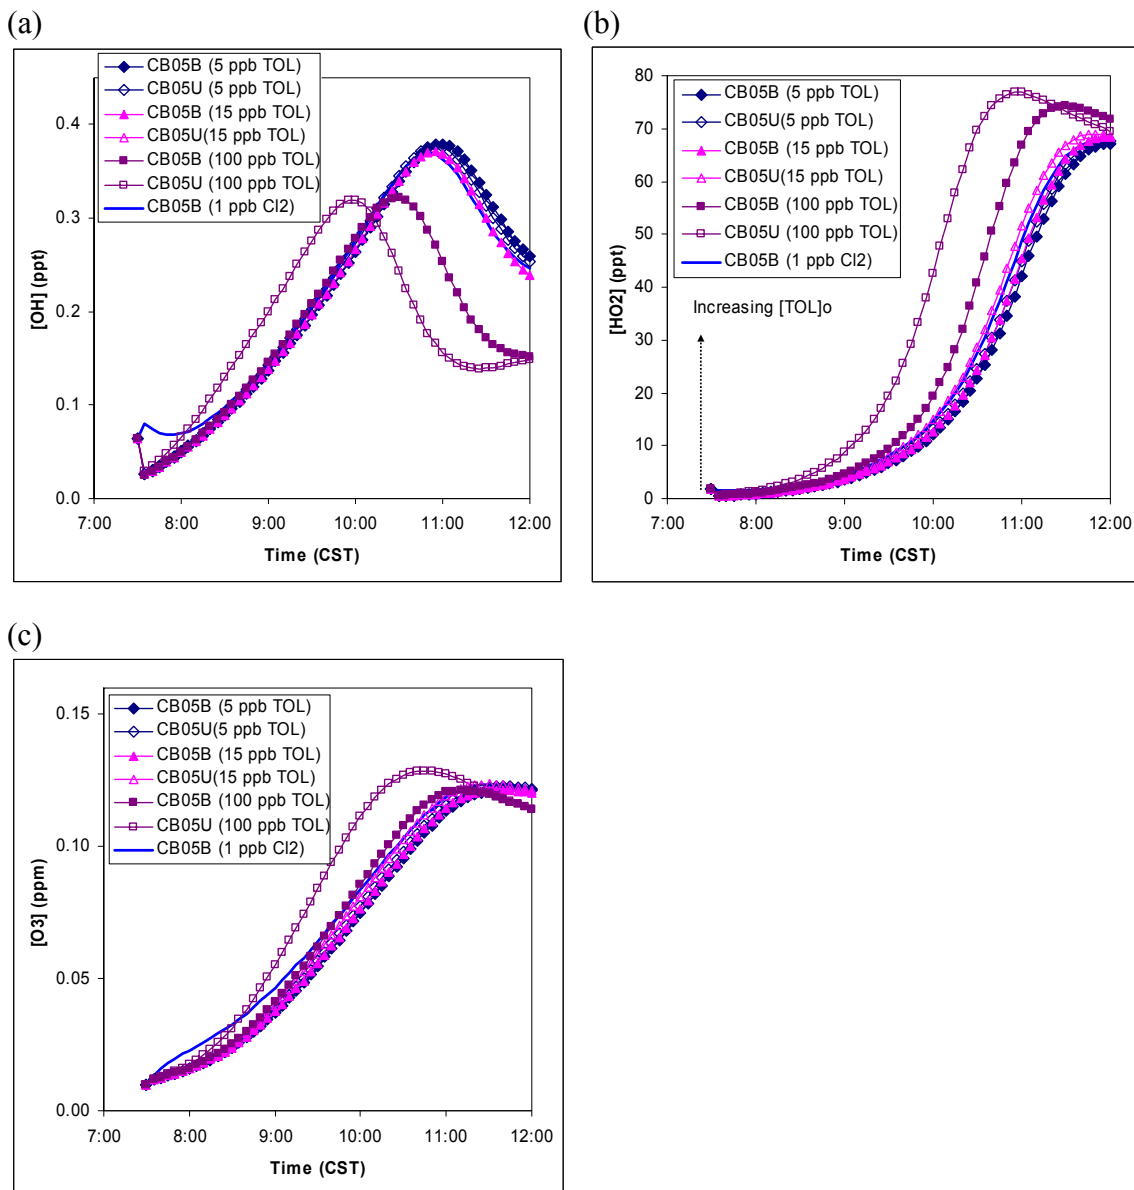 (a)
CB05B (5 ppb TOL)
CB05U (5 ppb TOL)
CB05B (15 ppb TOL)
CB05U(15 ppb TOL)
CB05B (100 ppb TOL)
CB05U (100 ppb TOL)
CB05B (1 ppb Cl2)
[OH] (ppt)
0.4
0.3
0.2
0.1
0.0
7:00 8:00 9:00 10:00 11:00 12:00
Time (CST)
(b)
CB05B (5 ppb TOL)
CB05U(5 ppb TOL)
CB05B (15 ppb TOL)
CB05U(15 ppb TOL)
CB05B (100 ppb TOL)
CB05U (100 ppb TOL)
CB05B (1 ppb Cl2)
Increasing [TOL]o
[HO2] (ppt)
80
70
60
50
40
30
20
10
0
7:00 8:00 9:00 10:00 11:00 12:00
Time (CST)
(c)
CB05B (5 ppb TOL)
CB05U(5 ppb TOL)
CB05B (15 ppb TOL)
CB05U(15 ppb TOL)
CB05B (100 ppb TOL)
CB05U (100 ppb TOL)
CB05B (1 ppb Cl2)
[O3] (ppm)
0.15
0.10
0.05
0.00
7:00 8:00 9:00 10:00 11:00 12:00
Time (CST)